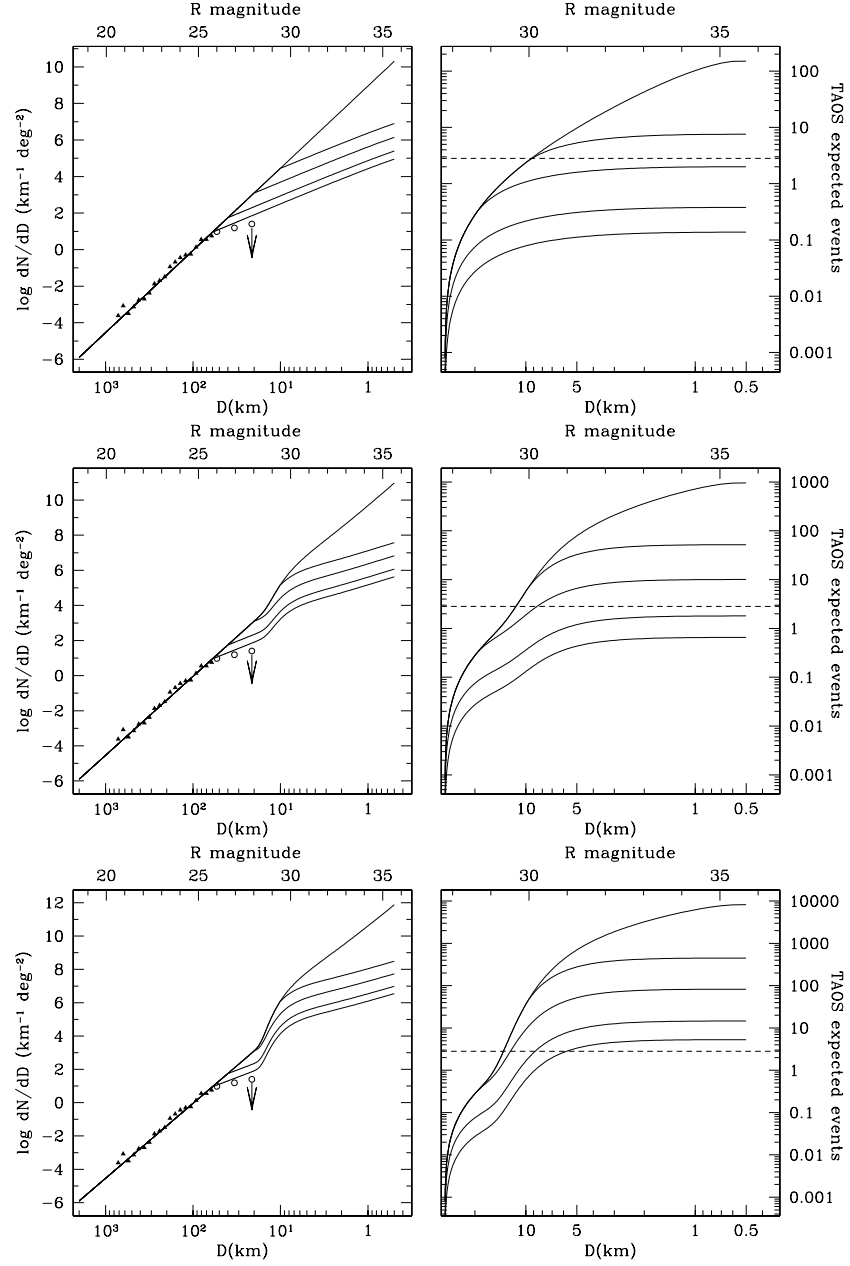 R magnitude R magnitude
20 25 30 35 30 35
10
8
6
4
2
0
−2
−4
−6
log dN/dD (km⁻¹ deg⁻²)
100
10
1
0.1
0.01
0.001
TAOS expected events
10³ 10² 10¹ 1 10 5 1 0.5
D(km) D(km)
R magnitude R magnitude
20 25 30 35 30 35
10
8
6
4
2
0
−2
−4
−6
log dN/dD (km⁻¹ deg⁻²)
1000
100
10
1
0.1
0.01
0.001
TAOS expected events
10³ 10² 10¹ 1 10 5 1 0.5
D(km) D(km)
R magnitude R magnitude
20 25 30 35 30 35
12
10
8
6
4
2
0
−2
−4
−6
log dN/dD (km⁻¹ deg⁻²)
10000
1000
100
10
1
0.1
0.01
0.001
TAOS expected events
10³ 10² 10¹ 1 10 5 1 0.5
D(km) D(km)